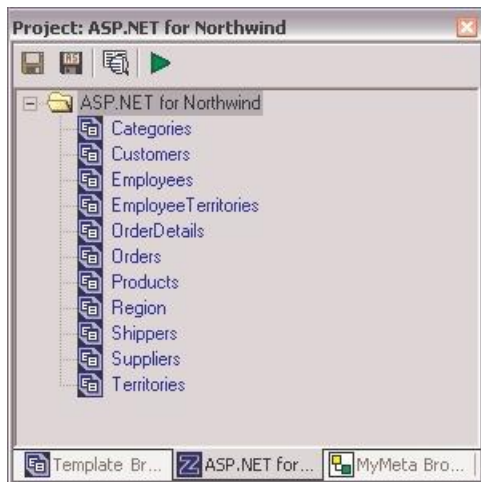 Project: ASP.NET for Northwind
ASP.NET for Northwind
Categories
Customers
Employees
EmployeeTerritories
OrderDetails
Orders
Products
Region
Shippers
Suppliers
Territories
Template Br... ASP.NET for... MyMeta Bro...